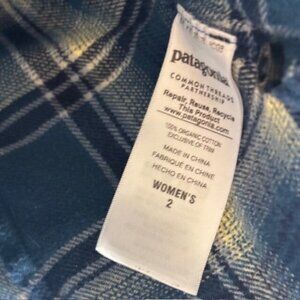 patagonia
COMMON THREADS
PARTNERSHIP
Repair, Reuse, Recycle
This Product
www.patagonia.com
100% ORGANIC COTTON
EXCLUSIVE OF TRIM
MADE IN CHINA
FABRIQUÉ EN CHINE
HECHO EN CHINA
WOMEN'S
2